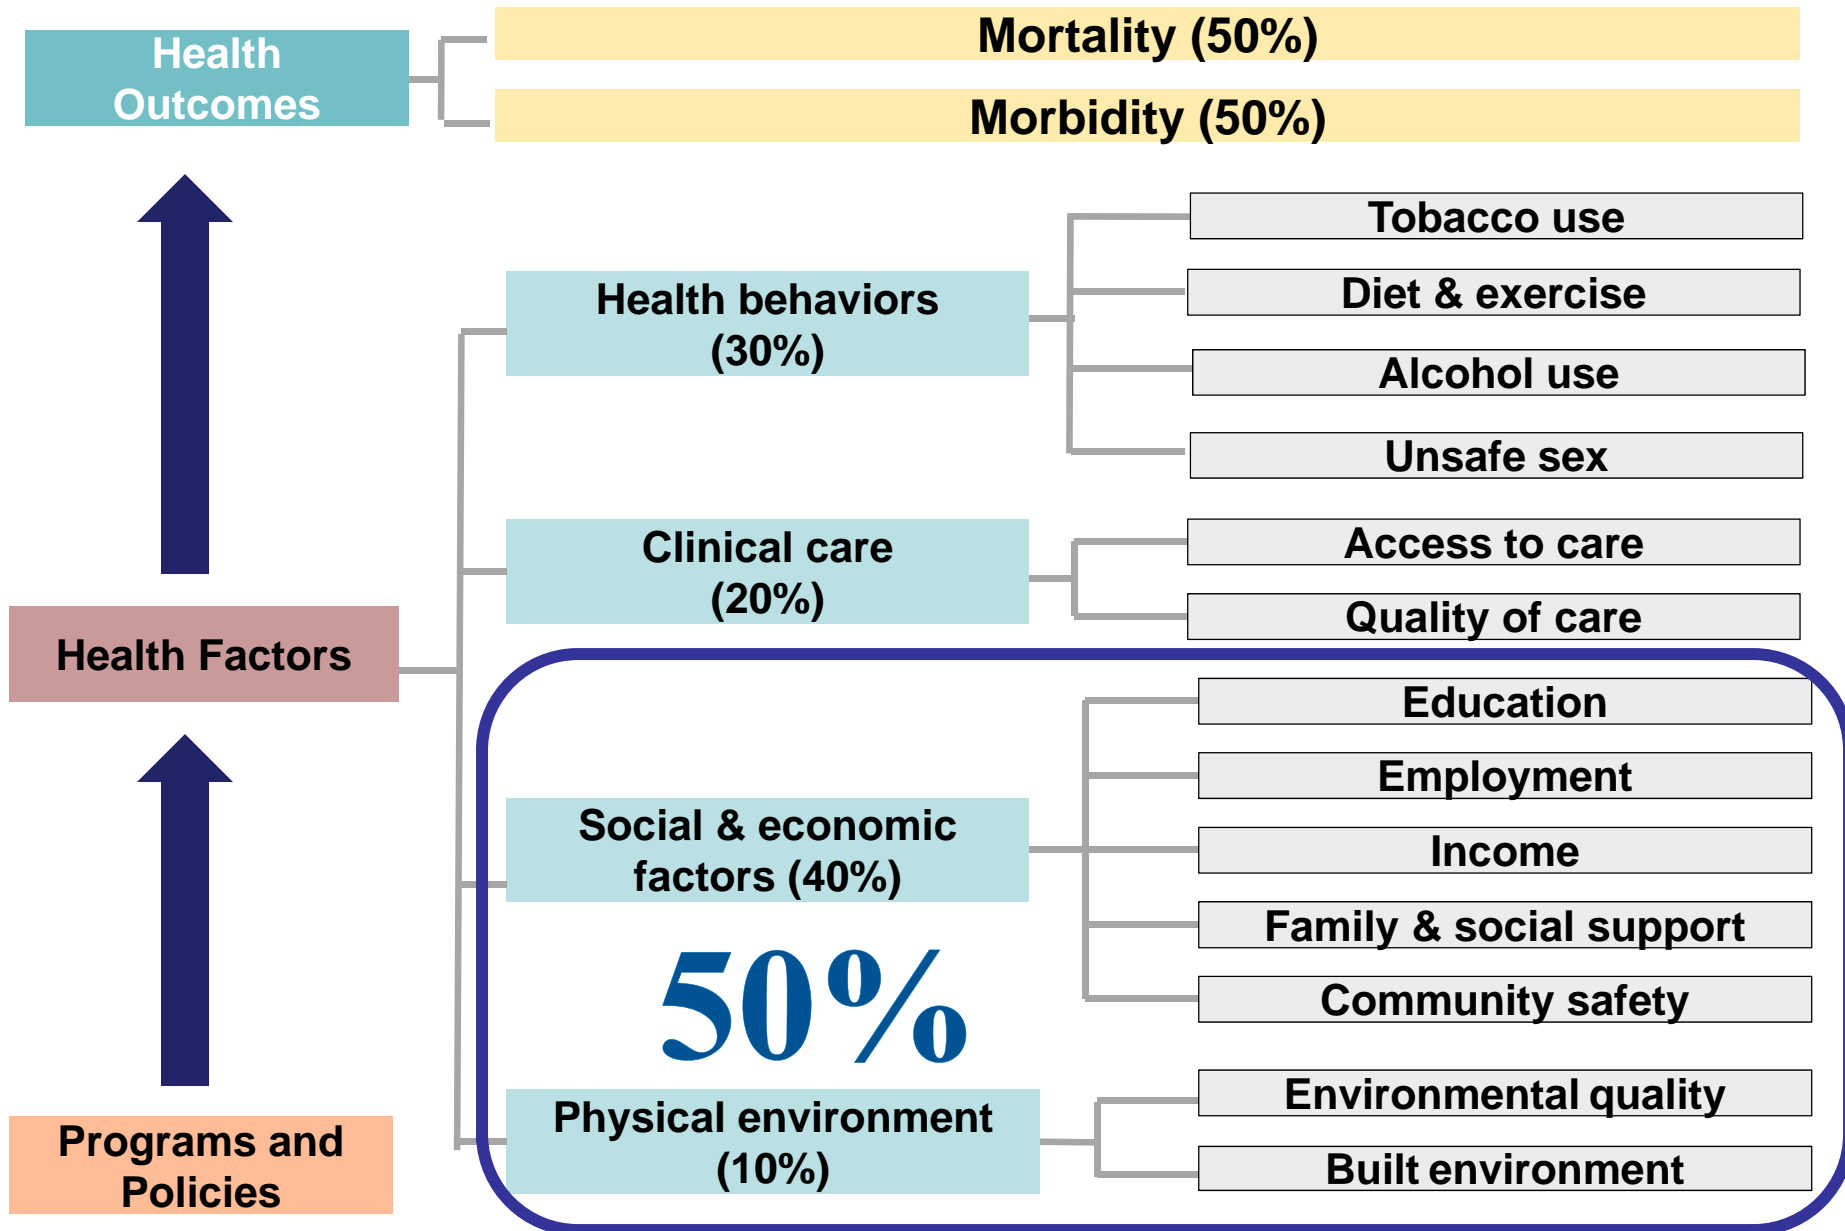 Health
Outcomes
Mortality (50%)
Morbidity (50%)
Tobacco use
Health behaviors
(30%)
Diet & exercise
Alcohol use
Unsafe sex
Clinical care
(20%)
Access to care
Quality of care
Health Factors
Education
Employment
Social & economic
factors (40%)
Income
Family & social support
50%
Community safety
Environmental quality
Physical environment
(10%)
Built environment
Programs and
Policies